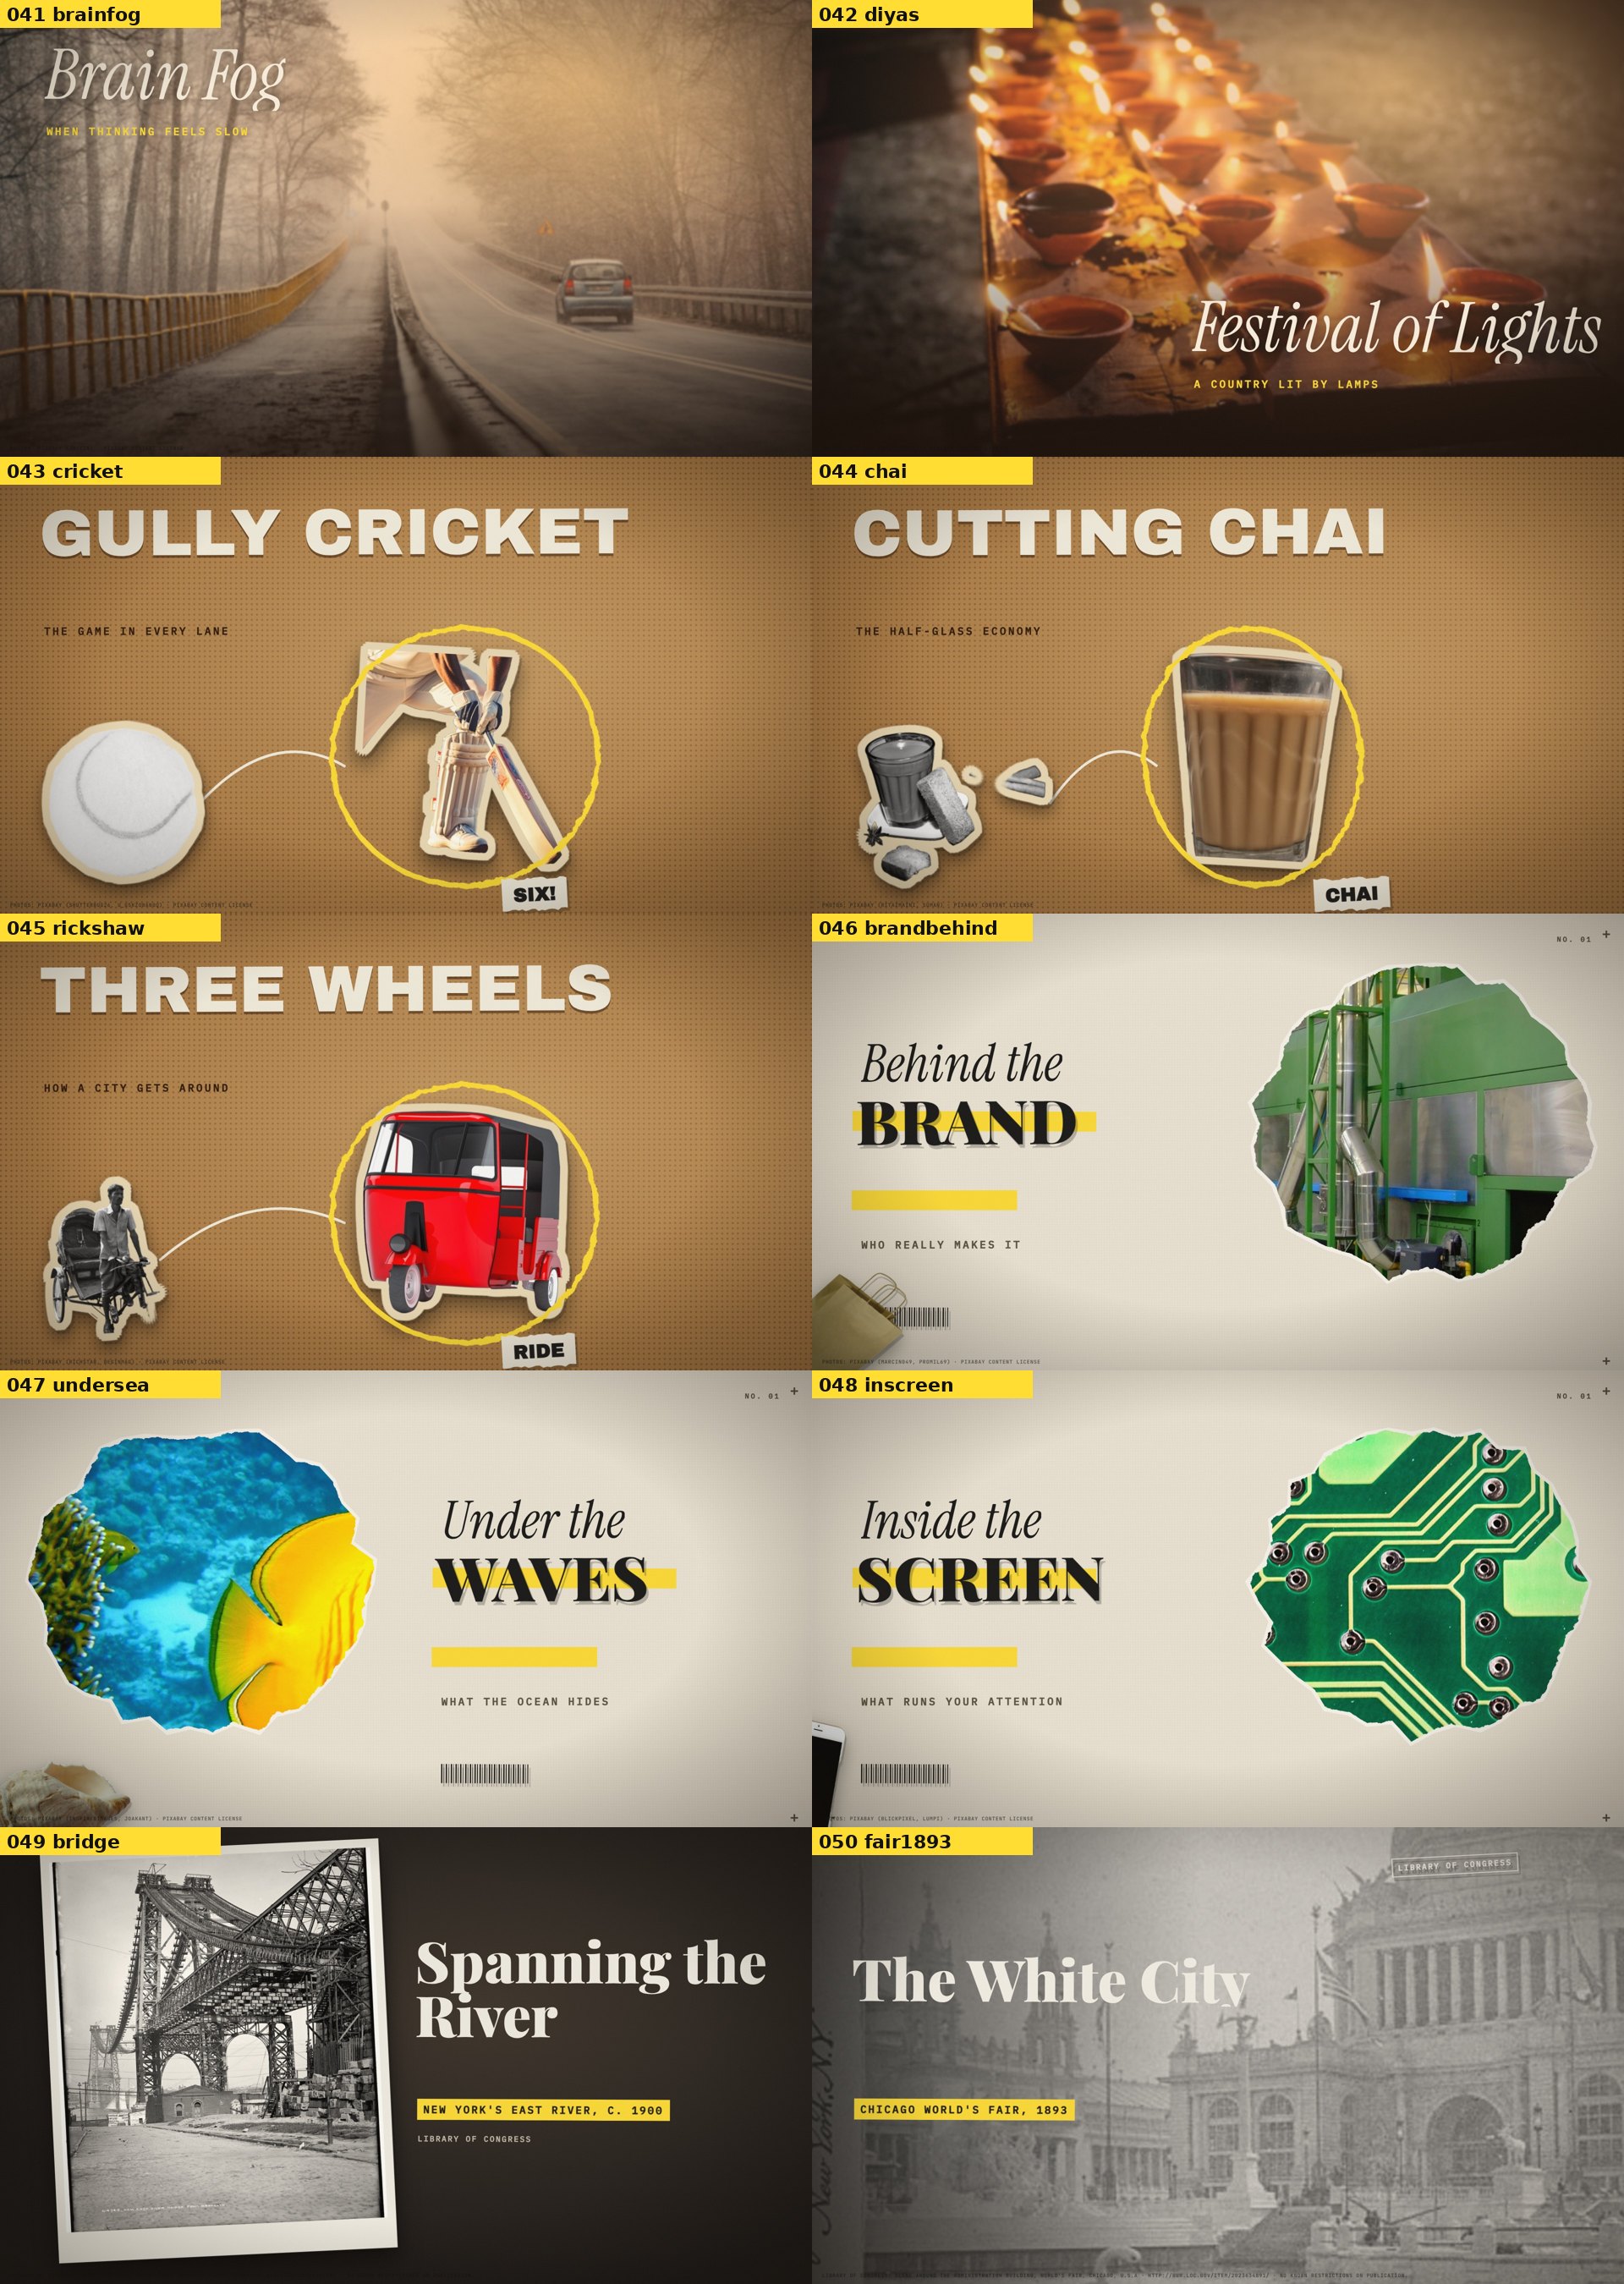 041 brainfog
Brain Fog
WHEN THINKING FEELS SLOW
042 diyas
Festival of Lights
A COUNTRY LIT BY LAMPS
043 cricket
GULLY CRICKET
THE GAME IN EVERY LANE
SIX!
044 chai
CUTTING CHAI
THE HALF-GLASS ECONOMY
CHAI
045 rickshaw
THREE WHEELS
HOW A CITY GETS AROUND
RIDE
046 brandbehind
NO. 01
Behind the
BRAND
WHO REALLY MAKES IT
047 undersea
NO. 01
Under the
WAVES
WHAT THE OCEAN HIDES
048 inscreen
NO. 01
Inside the
SCREEN
WHAT RUNS YOUR ATTENTION
049 bridge
Spanning the
River
NEW YORK'S EAST RIVER, C. 1900
LIBRARY OF CONGRESS
050 fair1893
LIBRARY OF CONGRESS
The White City
CHICAGO WORLD'S FAIR, 1893